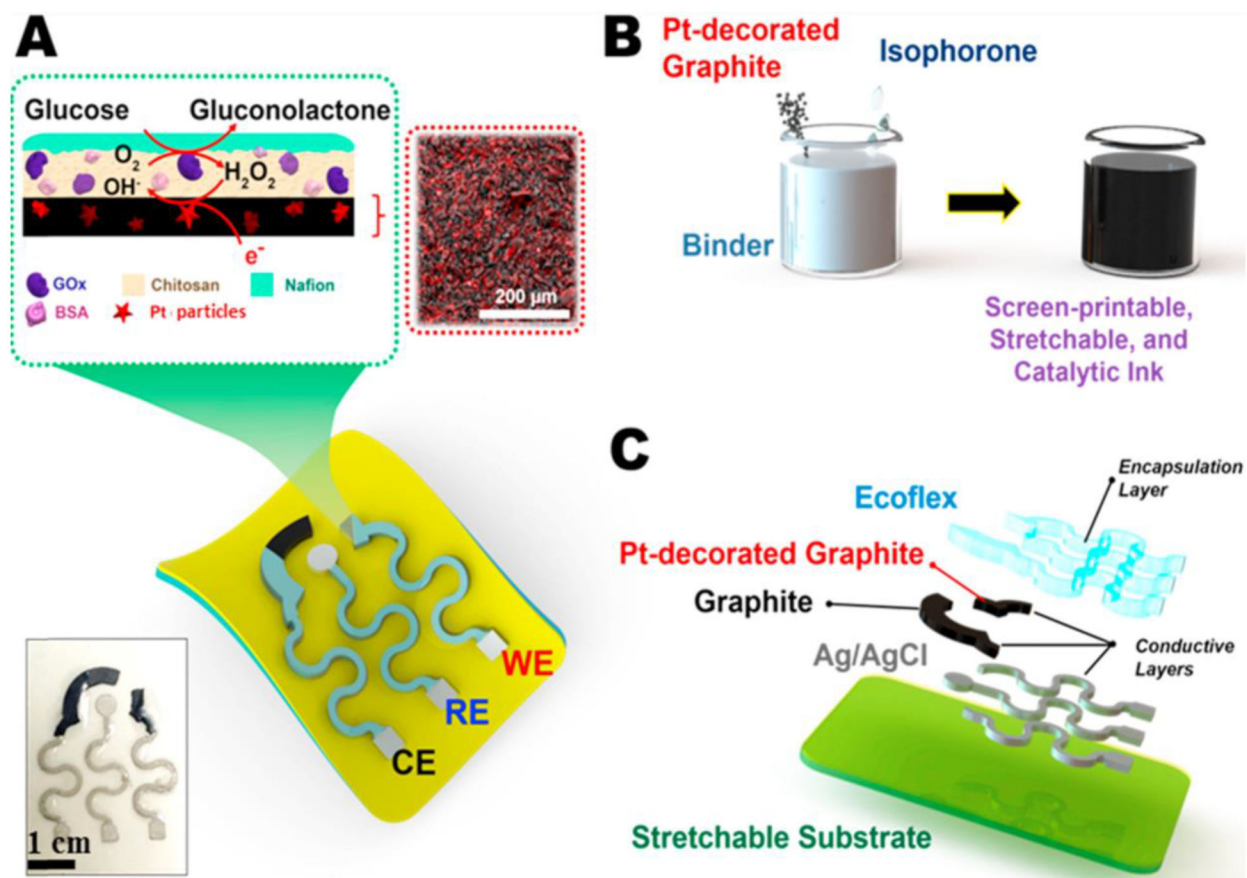 A
Glucose Gluconolactone
O2
H2O2
OH-
e-
GOx Chitosan Nafion
BSA Pt particles
200 µm
WE
RE
CE
1 cm
B
Pt-decorated
Graphite
Isophorone
Binder
Screen-printable,
Stretchable, and
Catalytic Ink
C
Encapsulation
Layer
Ecoflex
Pt-decorated Graphite
Graphite
Ag/AgCl
Conductive
Layers
Stretchable Substrate